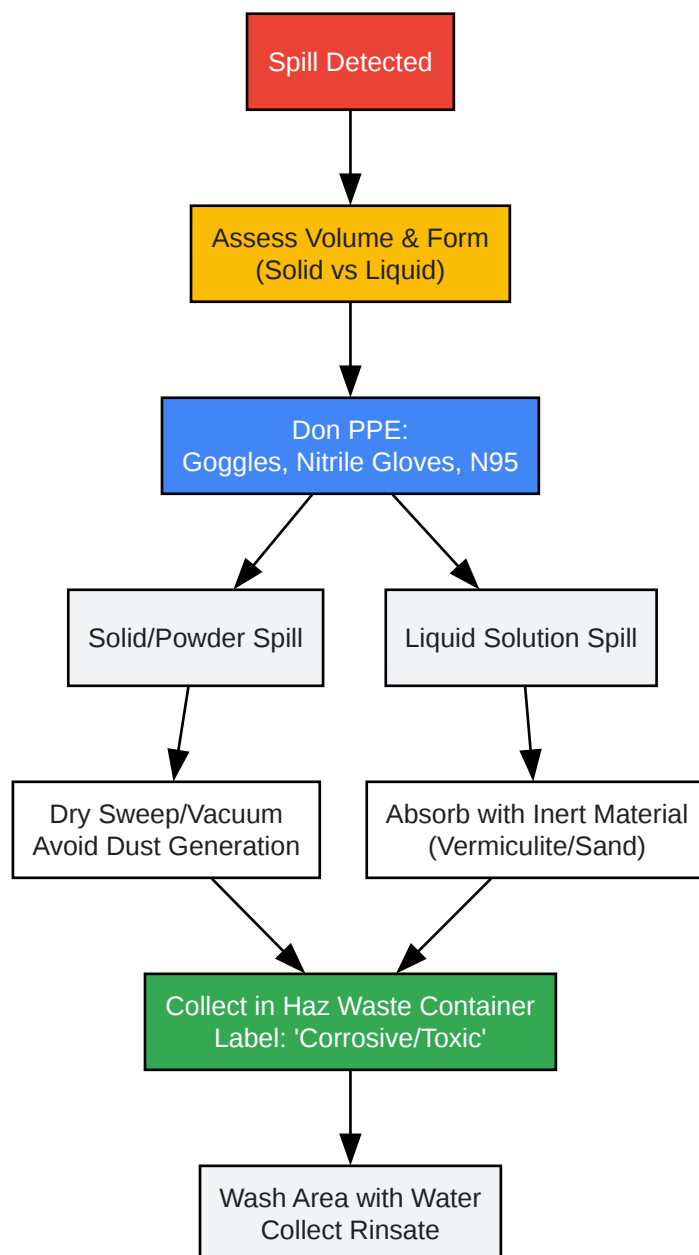 Spill Detected
Assess Volume & Form
(Solid vs Liquid)
Don PPE:
Goggles, Nitrile Gloves, N95
Solid/Powder Spill
Liquid Solution Spill
Dry Sweep/Vacuum
Avoid Dust Generation
Absorb with Inert Material
(Vermiculite/Sand)
Collect in Haz Waste Container
Label: 'Corrosive/Toxic'
Wash Area with Water
Collect Rinsate